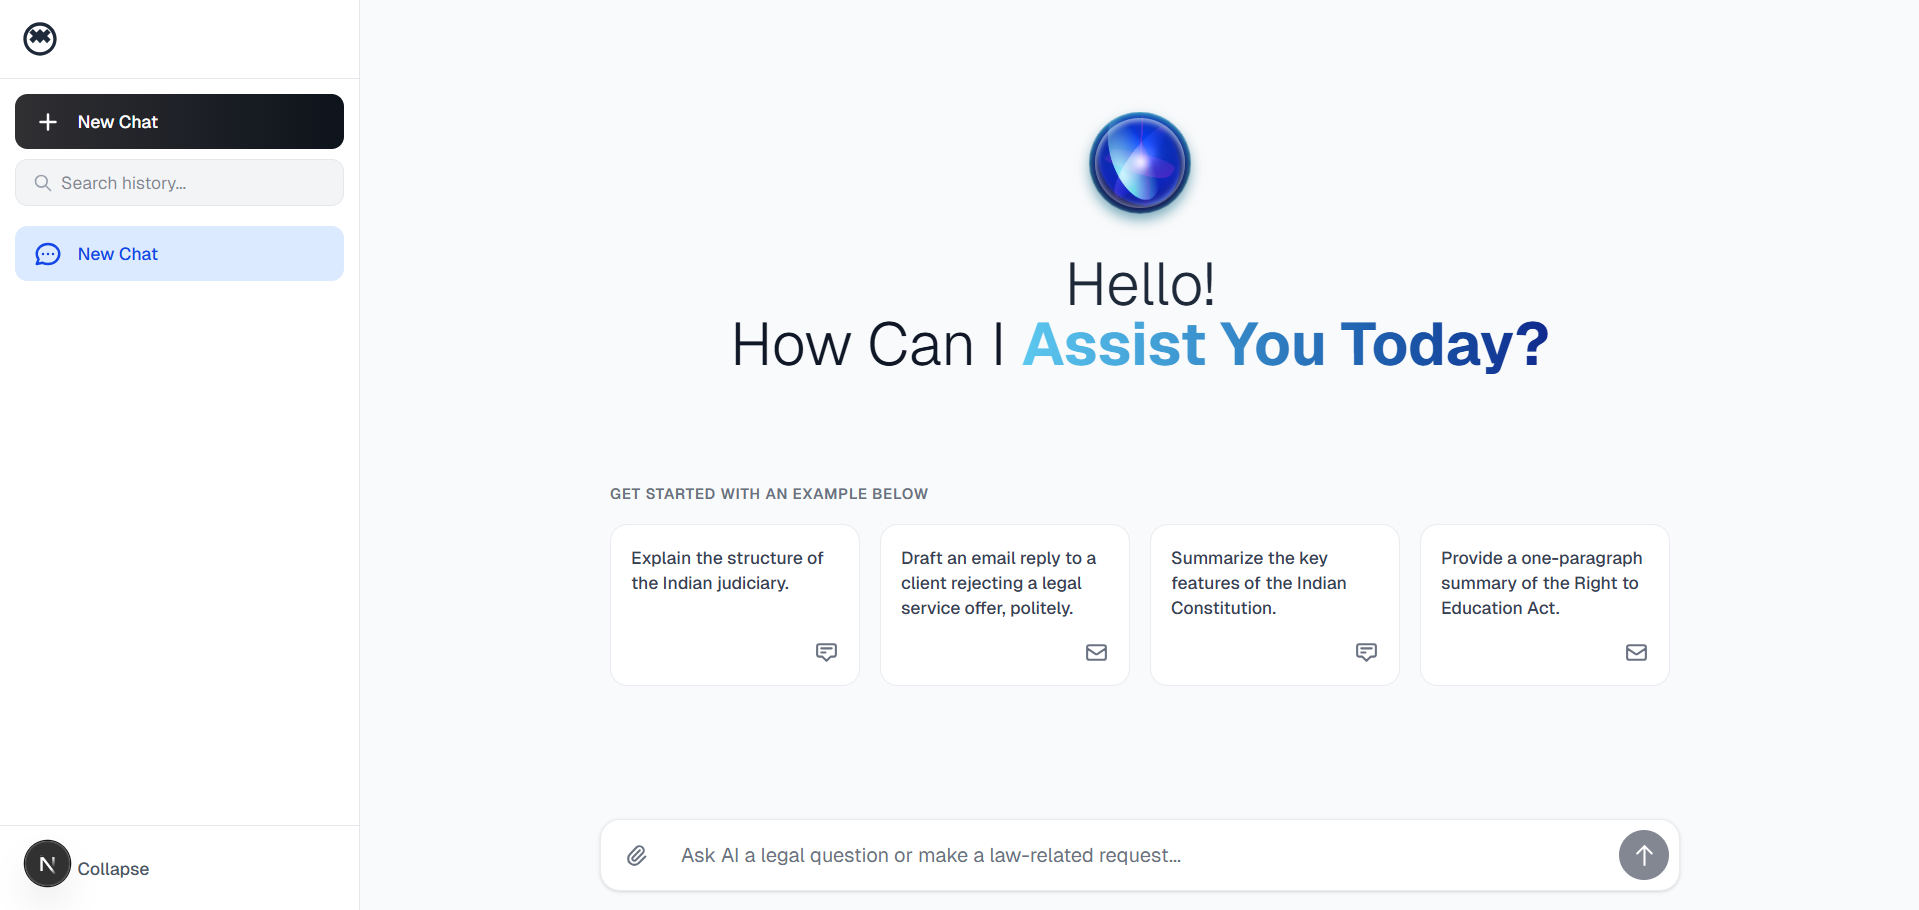 New Chat
Search history...
New Chat
N
Collapse
Hello!
How Can I Assist You Today?
GET STARTED WITH AN EXAMPLE BELOW
Explain the structure of
the Indian judiciary.
Draft an email reply to a
client rejecting a legal
service offer, politely.
Summarize the key
features of the Indian
Constitution.
Provide a one-paragraph
summary of the Right to
Education Act.
Ask AI a legal question or make a law-related request...